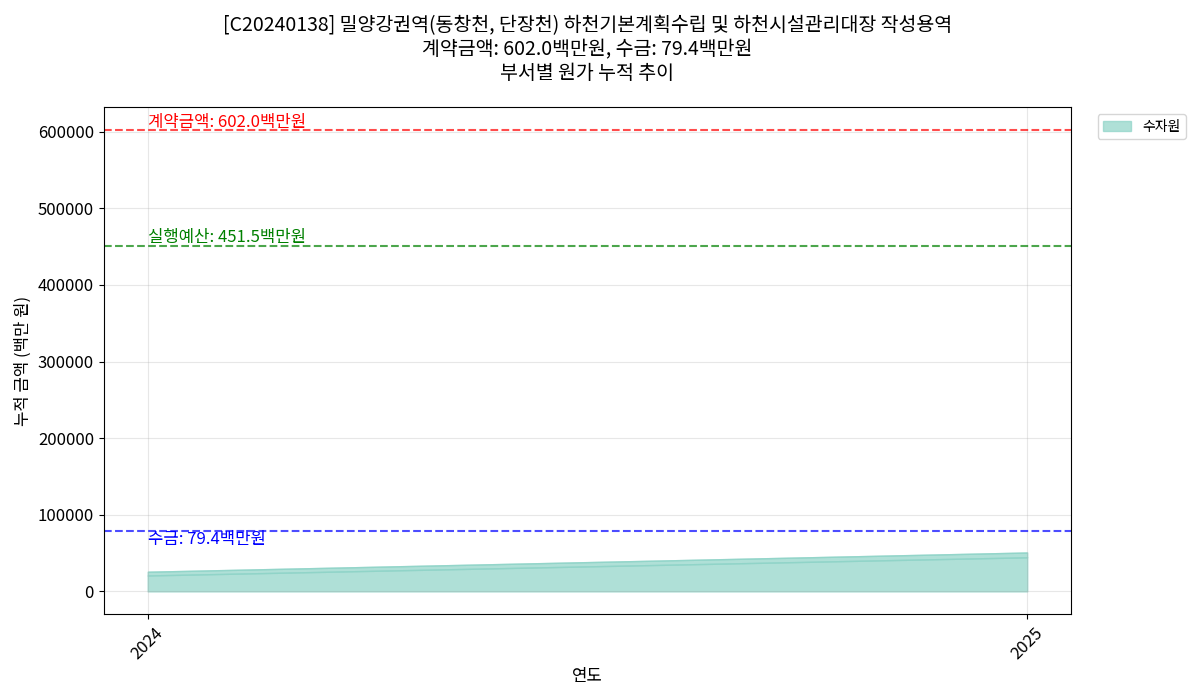 [C20240138] 밀양강권역(동창천, 단장천) 하천기본계획수립 및 하천시설관리대장 작성용역
계약금액: 602.0백만원, 수금: 79.4백만원
부서별 원가 누적 추이
계약금액: 602.0백만원
수자원
실행예산: 451.5백만원
수금: 79.4백만원
누적 금액 (백만 원)
600000
500000
400000
300000
200000
100000
0
2024
2025
연도